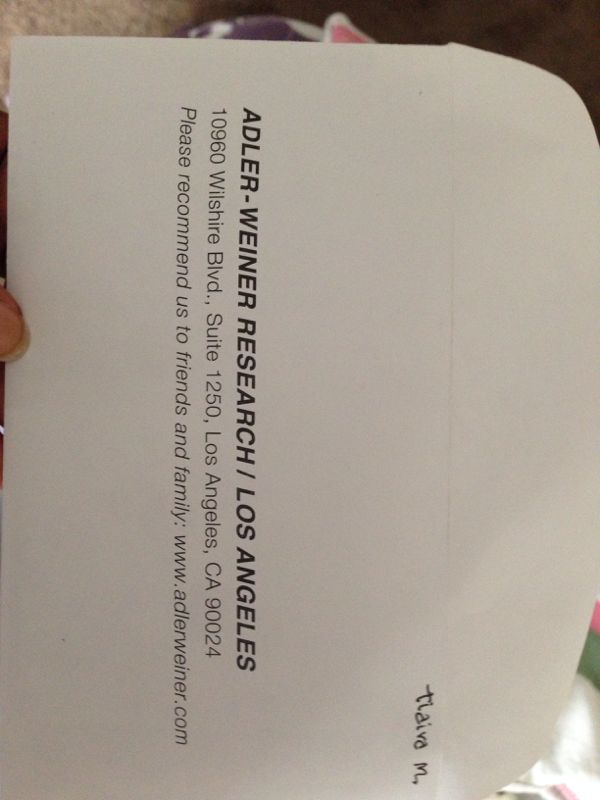 ADLER-WEINER RESEARCH / LOS ANGELES
10960 Wilshire Blvd., Suite 1250, Los Angeles, CA 90024
Please recommend us to friends and family: www.adlerweiner.com
tlaiva M.